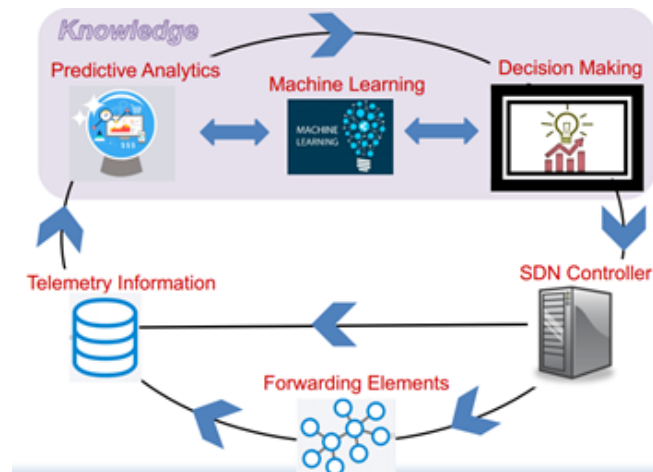 Knowledge
Predictive Analytics
Machine Learning
Decision Making
MACHINE
LEARNING
Telemetry Information
SDN Controller
Forwarding Elements